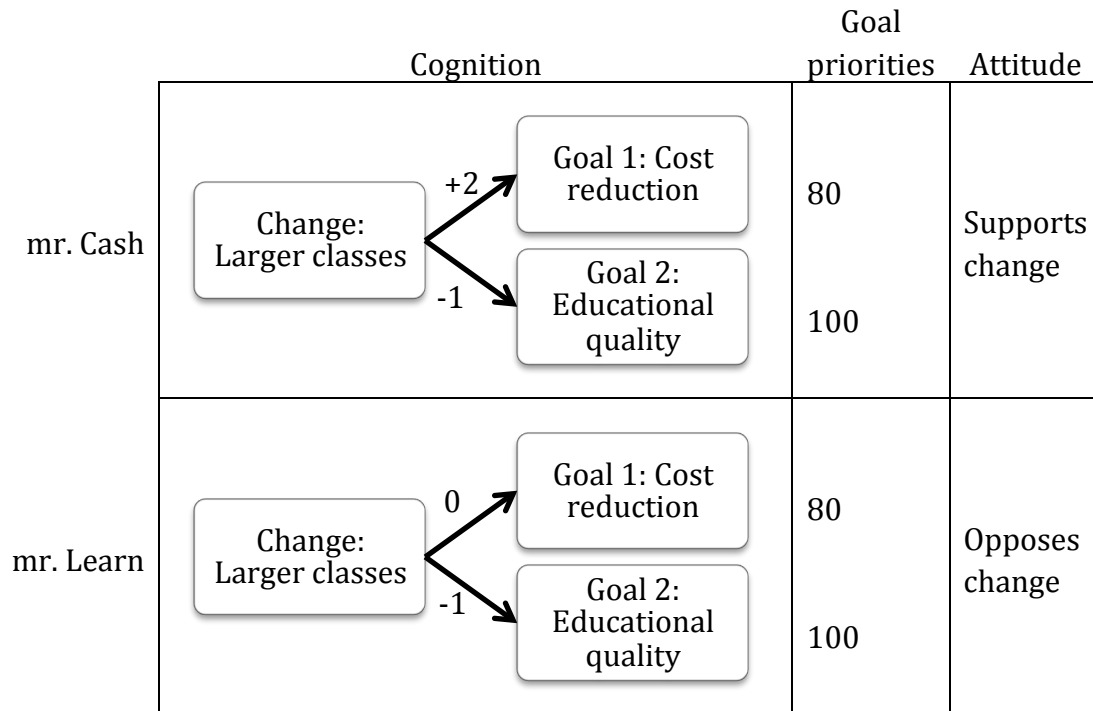 Goal
Cognition priorities Attitude
mr. Cash
Change:
Larger classes
+2
-1
Goal 1: Cost
reduction
Goal 2:
Educational
quality
80
100
Supports
change
mr. Learn
Change:
Larger classes
0
-1
Goal 1: Cost
reduction
Goal 2:
Educational
quality
80
100
Opposes
change